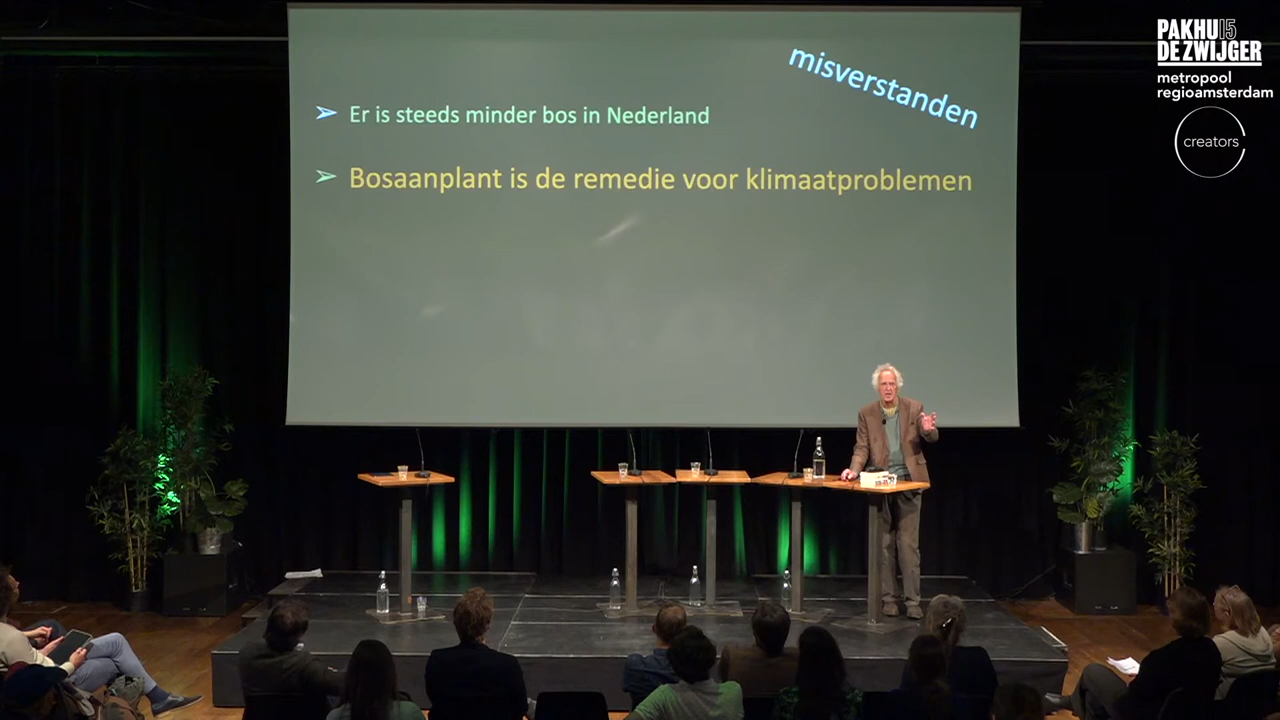 misverstanden
Er is steeds minder bos in Nederland
Bosaanplant is de remedie voor klimaatproblemen
PAKHU15
DE ZWIJGER
metropool
regioamsterdam
creators